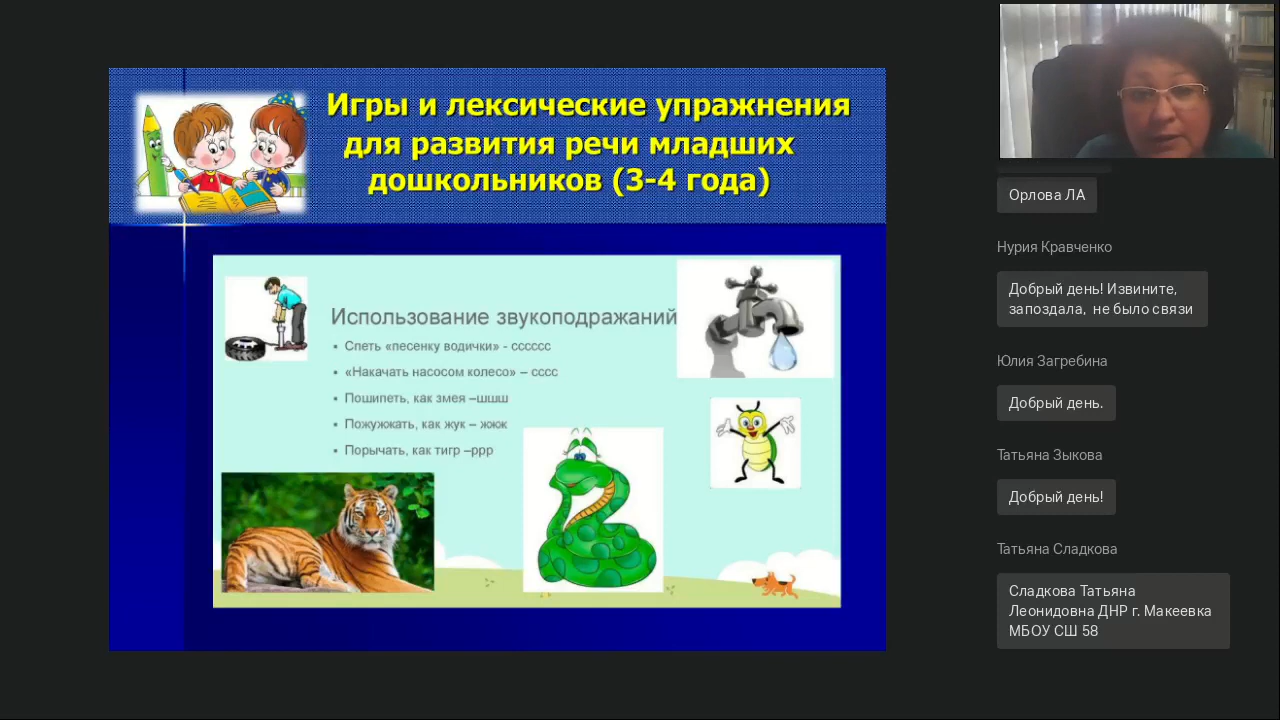 Игры и лексические упражнения
для развития речи младших
дошкольников (3-4 года)
Использование звукоподражаний
• Спеть «песенку водички» - сссссс
• «Накачать насосом колесо» – сссс
• Пошипеть, как змея –шшш
• Пожужжать, как жук – жжж
• Порычать, как тигр –ррр
Орлова ЛА
Нурия Кравченко
Добрый день! Извините,
запоздала, не было связи
Юлия Загребина
Добрый день.
Татьяна Зыкова
Добрый день!
Татьяна Сладкова
Сладкова Татьяна
Леонидовна ДНР г. Макеевка
МБОУ СШ 58